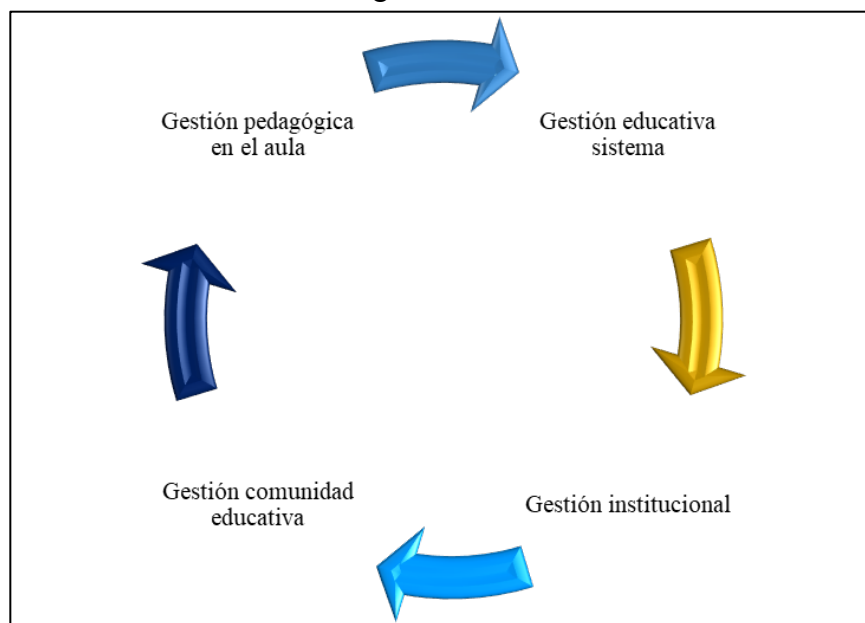 Gestión pedagógica
en el aula
Gestión educativa
sistema
Gestión comunidad
educativa
Gestión institucional